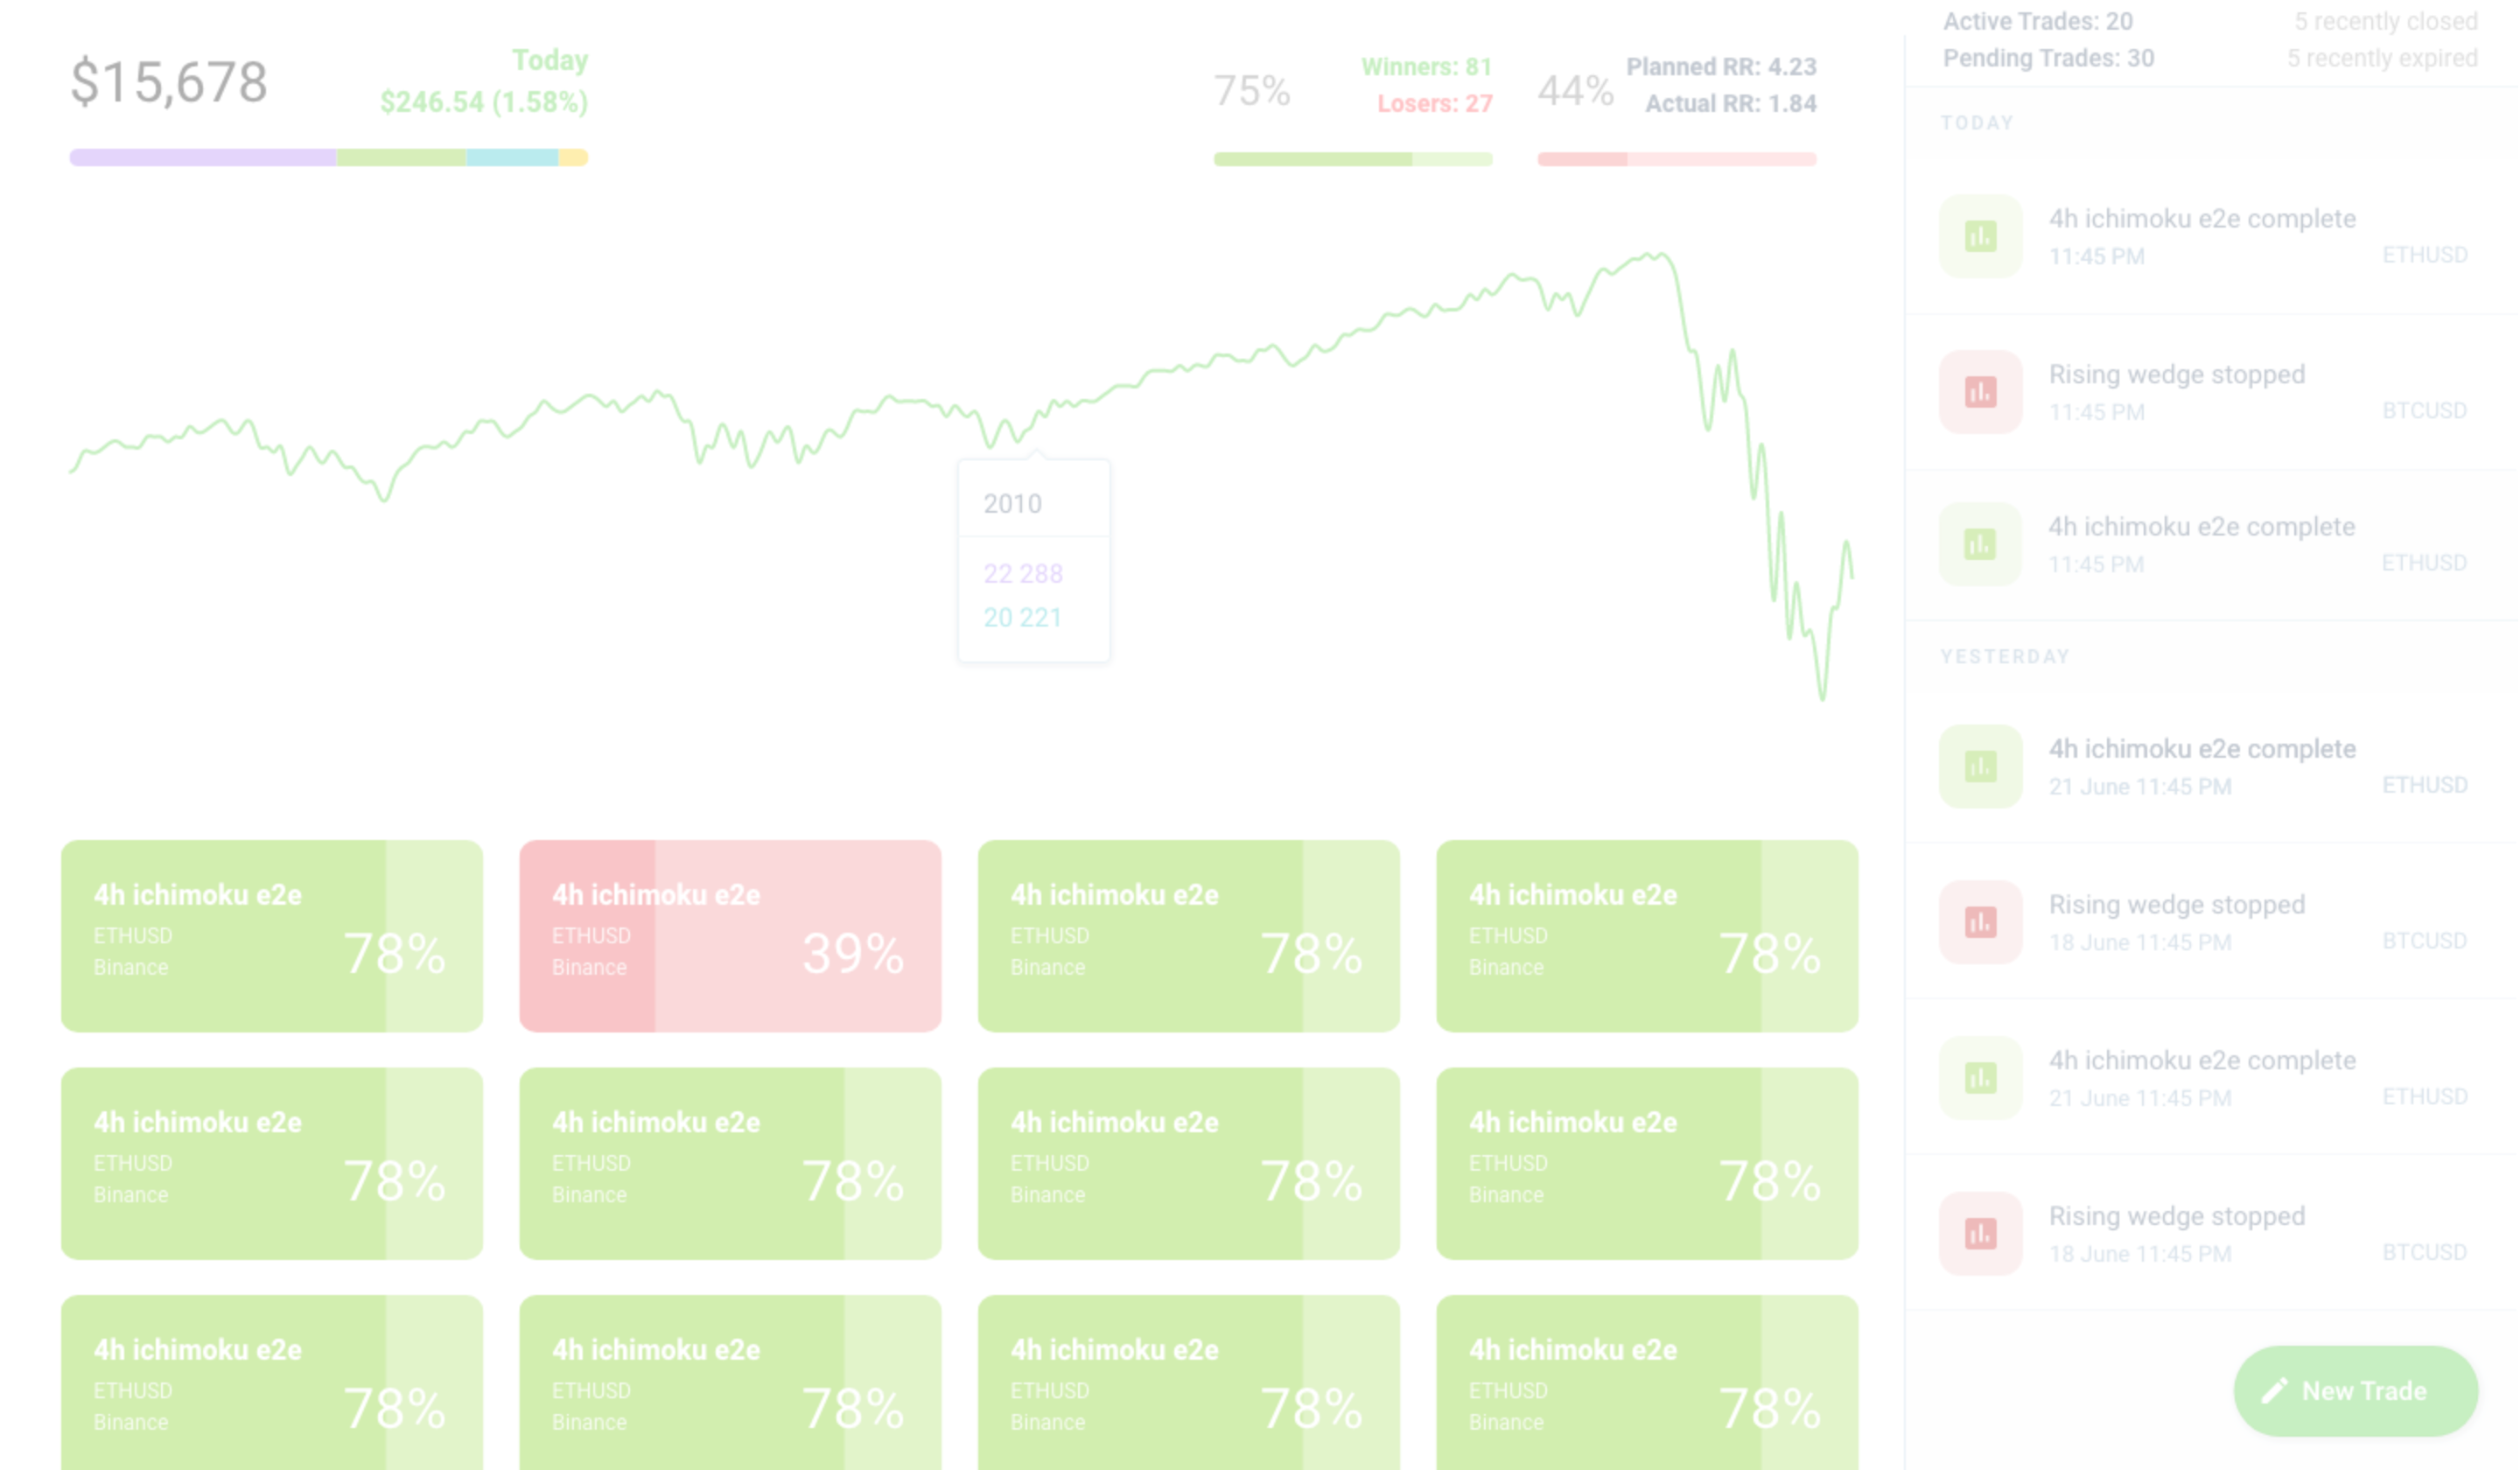 $15,678
Today
$246.54 (1.58%)
75%
Winners: 81
Losers: 27
44%
Planned RR: 4.23
Actual RR: 1.84
2010
22 288
20 221
4h ichimoku e2e
ETHUSD
Binance
78%
4h ichimoku e2e
ETHUSD
Binance
39%
4h ichimoku e2e
ETHUSD
Binance
78%
4h ichimoku e2e
ETHUSD
Binance
78%
4h ichimoku e2e
ETHUSD
Binance
78%
4h ichimoku e2e
ETHUSD
Binance
78%
4h ichimoku e2e
ETHUSD
Binance
78%
4h ichimoku e2e
ETHUSD
Binance
78%
4h ichimoku e2e
ETHUSD
Binance
78%
4h ichimoku e2e
ETHUSD
Binance
78%
4h ichimoku e2e
ETHUSD
Binance
78%
4h ichimoku e2e
ETHUSD
Binance
78%
Active Trades: 20 5 recently closed
Pending Trades: 30 5 recently expired
TODAY
4h ichimoku e2e complete
11:45 PM ETHUSD
Rising wedge stopped
11:45 PM BTCUSD
4h ichimoku e2e complete
11:45 PM ETHUSD
YESTERDAY
4h ichimoku e2e complete
21 June 11:45 PM ETHUSD
Rising wedge stopped
18 June 11:45 PM BTCUSD
4h ichimoku e2e complete
21 June 11:45 PM ETHUSD
Rising wedge stopped
18 June 11:45 PM BTCUSD
New Trade